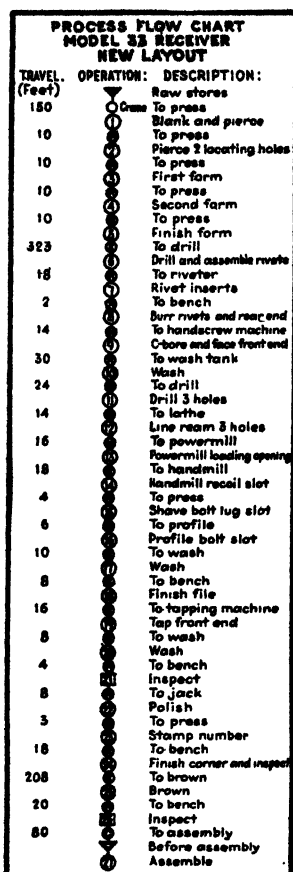 PROCESS FLOW CHART
MODEL 33 RECEIVER
NEW LAYOUT
TRAVEL. OPERATION: DESCRIPTION:
(Feet)
Raw stores
150 Crane To press
1 Blank and pierce
10 To press
Pierce 2 locating holes
10 To press
First form
10 To press
4 Second form
10 To press
Finish form
323 To drill
Drill and assemble rivets
18 To riveter
7 Rivet inserts
2 To bench
Burr rivets and rear end
14 To handscrew machine
C-bore and face front end
30 To wash tank
Wash
24 To drill
Drill 3 holes
14 To lathe
Line ream 3 holes
16 To powermill
Powermill loading opening
18 To handmill
Handmill recoil slot
4 To press
Shave bolt lug slot
6 To profile
Profile bolt slot
10 To wash
Wash
8 To bench
Finish file
16 To tapping machine
Tap front end
8 To wash
Wash
4 To bench
Inspect
8 To jack
Polish
3 To press
Stamp number
18 To bench
Finish corner and inspect
208 To brown
Brown
20 To bench
Inspect
80 To assembly
Before assembly
Assemble